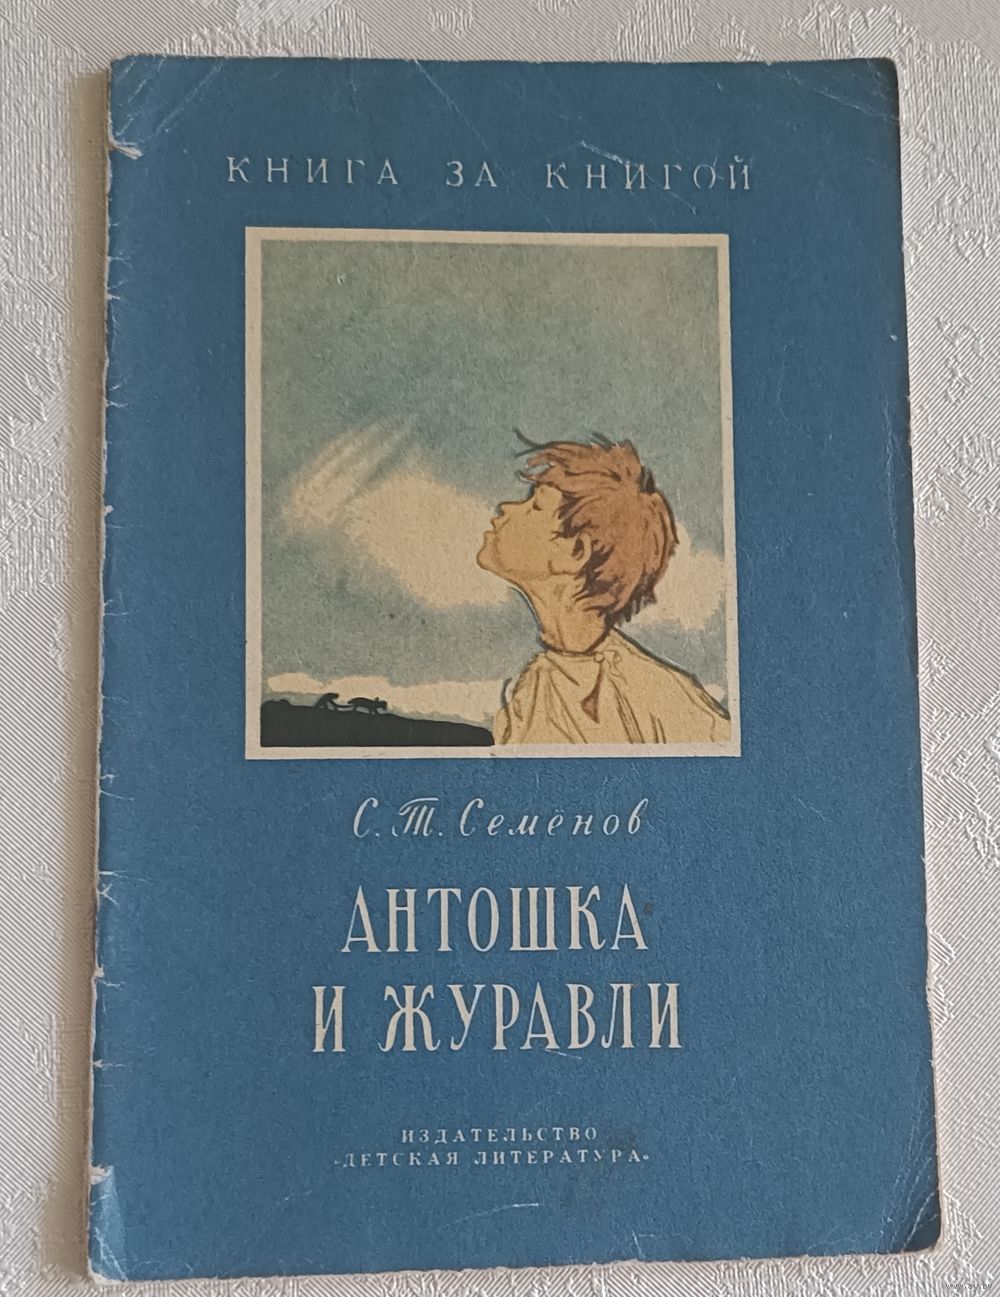 КНИГА ЗА КНИГОЙ
С. Т. Семёнов
АНТОШКА
И ЖУРАВЛИ
ИЗДАТЕЛЬСТВО
«ДЕТСКАЯ ЛИТЕРАТУРА»